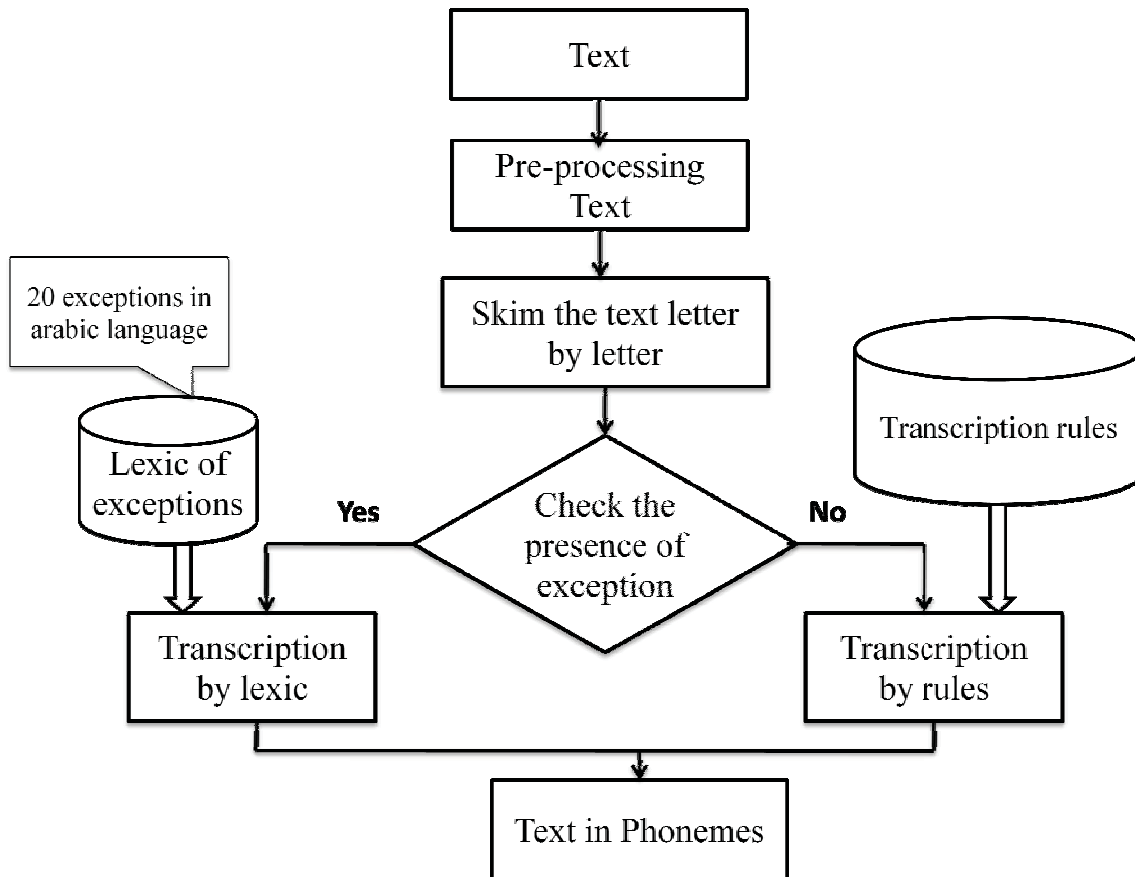 Text
Pre-processing
Text
20 exceptions in
arabic language
Skim the text letter
by letter
Transcription rules
Lexic of
exceptions
Yes
Check the
presence of
exception
No
Transcription
by lexic
Transcription
by rules
Text in Phonemes